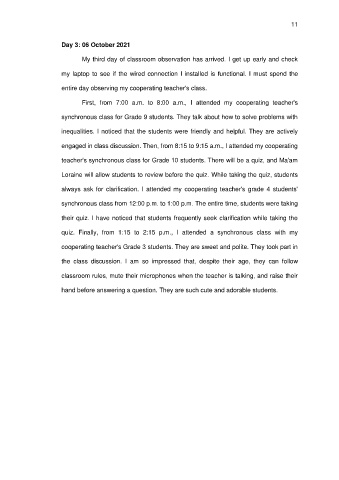 11
Day 3: 06 October 2021
My third day of classroom observation has arrived. I get up early and check
my laptop to see if the wired connection I installed is functional. I must spend the
entire day observing my cooperating teacher's class.
First, from 7:00 a.m. to 8:00 a.m., I attended my cooperating teacher's
synchronous class for Grade 9 students. They talk about how to solve problems with
inequalities. I noticed that the students were friendly and helpful. They are actively
engaged in class discussion. Then, from 8:15 to 9:15 a.m., I attended my cooperating
teacher's synchronous class for Grade 10 students. There will be a quiz, and Ma'am
Loraine will allow students to review before the quiz. While taking the quiz, students
always ask for clarification. I attended my cooperating teacher's grade 4 students'
synchronous class from 12:00 p.m. to 1:00 p.m. The entire time, students were taking
their quiz. I have noticed that students frequently seek clarification while taking the
quiz. Finally, from 1:15 to 2:15 p.m., I attended a synchronous class with my
cooperating teacher's Grade 3 students. They are sweet and polite. They took part in
the class discussion. I am so impressed that, despite their age, they can follow
classroom rules, mute their microphones when the teacher is talking, and raise their
hand before answering a question. They are such cute and adorable students.